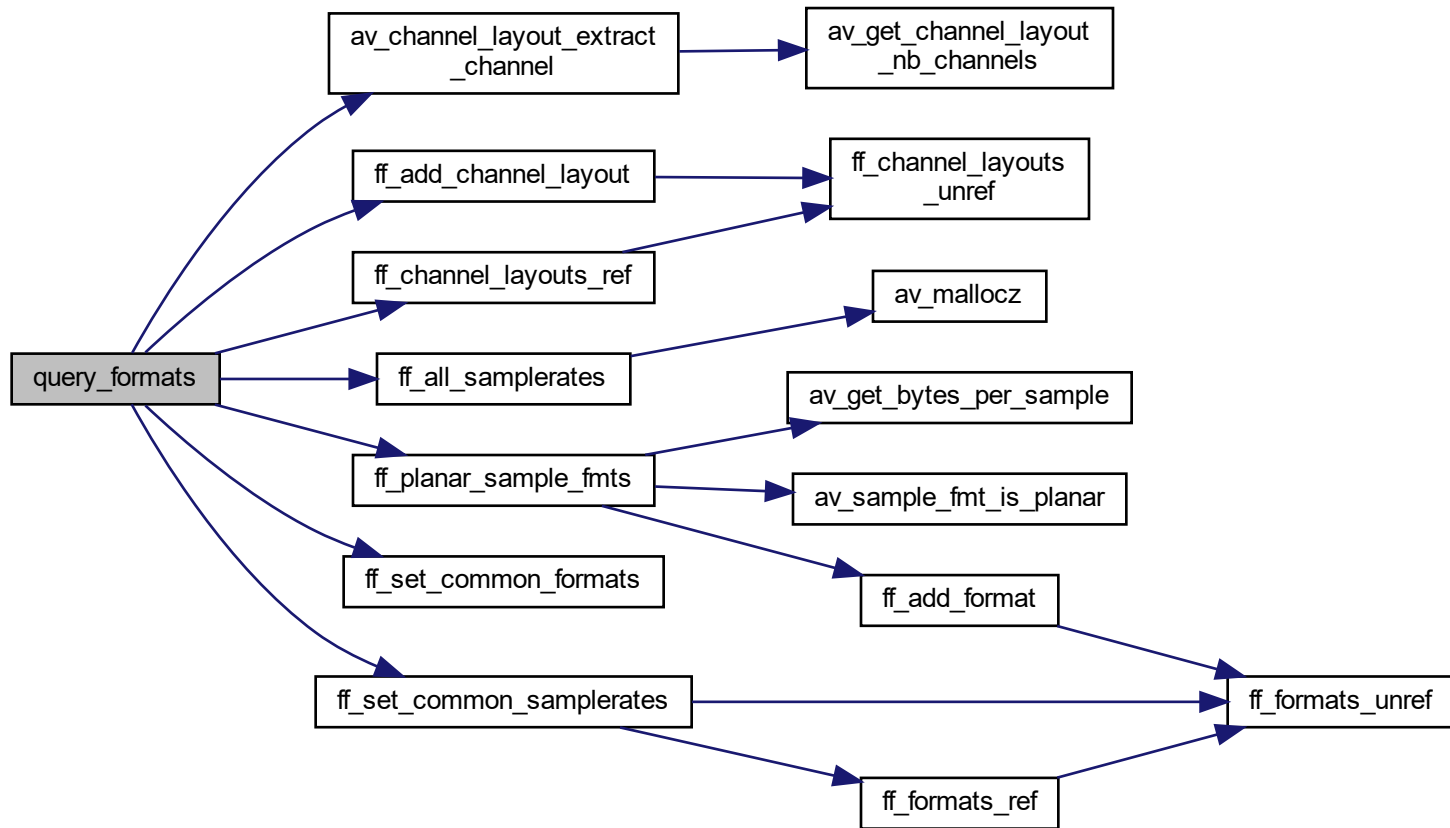 av_channel_layout_extract
_channel
av_get_channel_layout
_nb_channels
ff_add_channel_layout
ff_channel_layouts
_unref
ff_channel_layouts_ref
av_mallocz
query_formats
ff_all_samplerates
av_get_bytes_per_sample
ff_planar_sample_fmts
av_sample_fmt_is_planar
ff_set_common_formats
ff_add_format
ff_set_common_samplerates
ff_formats_unref
ff_formats_ref